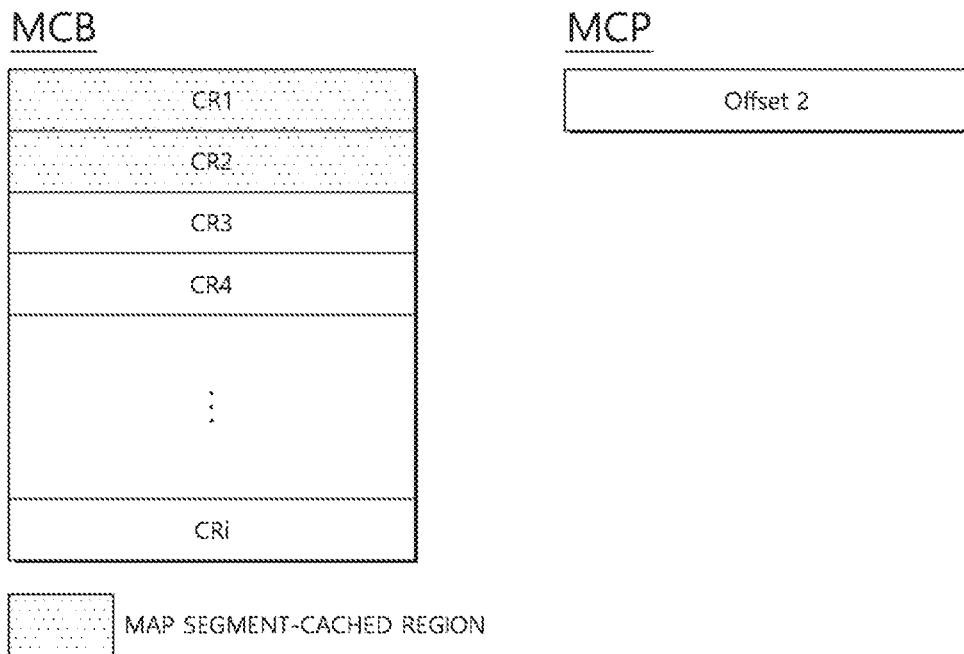 MCB
CR1
CR2
CR3
CR4
⋮
CRi
MAP SEGMENT-CACHED REGION
MCP
Offset 2